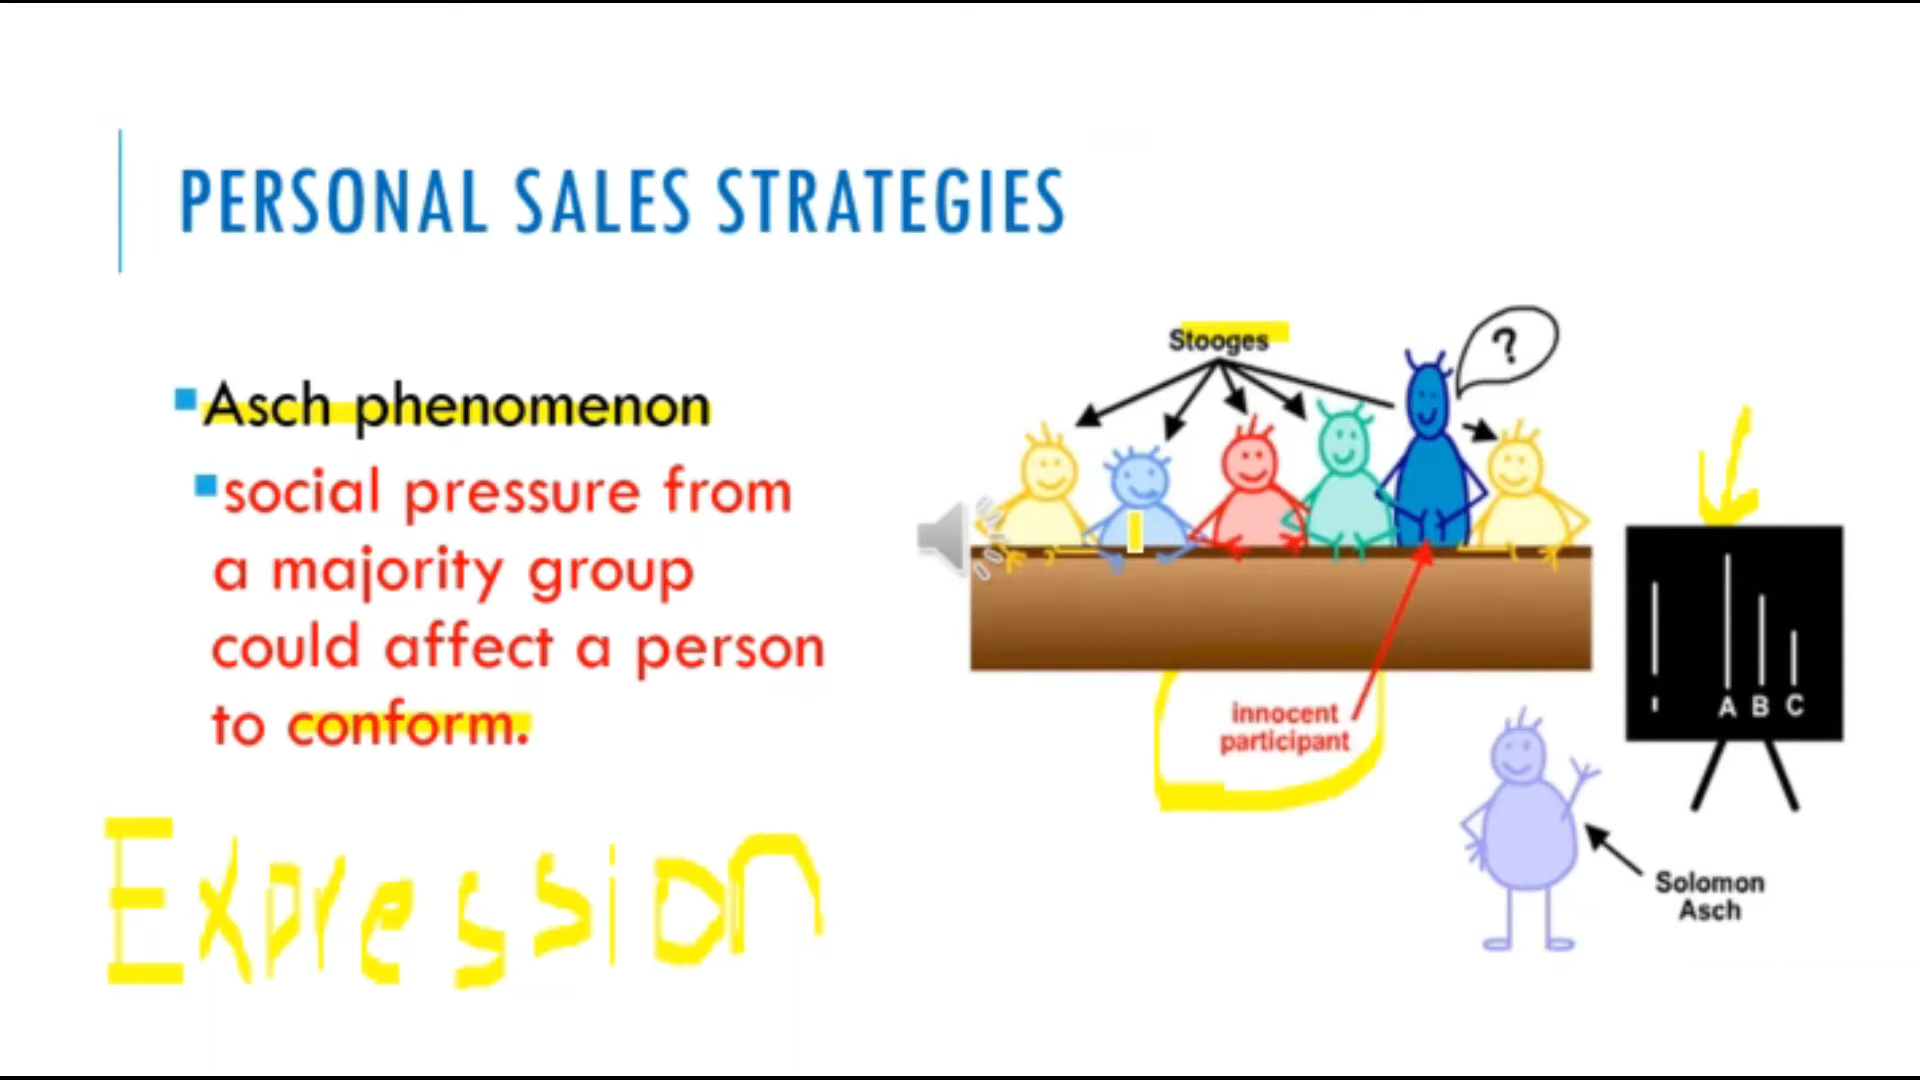 PERSONAL SALES STRATEGIES
Asch phenomenon
social pressure from
a majority group
could affect a person
to conform.
Expression
Stooges
?
innocent
participant
I A B C
Solomon
Asch